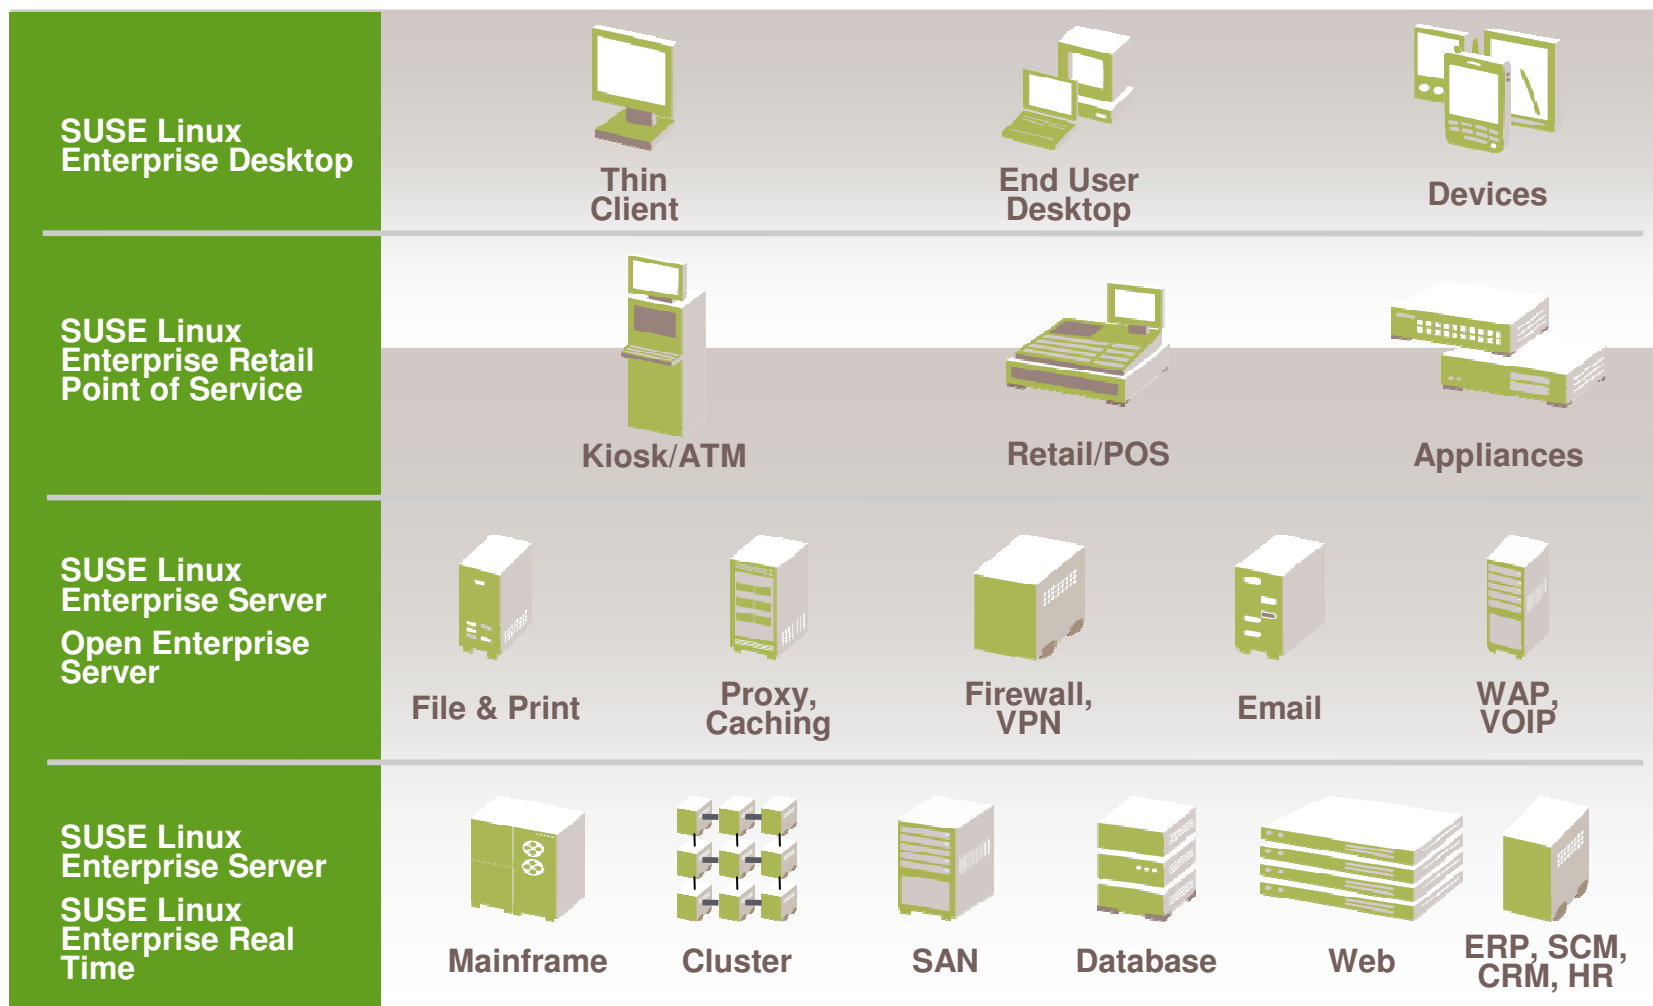 SUSE Linux
Enterprise Desktop
Thin
Client
End User
Desktop
Devices
SUSE Linux
Enterprise Retail
Point of Service
Kiosk/ATM
Retail/POS
Appliances
SUSE Linux
Enterprise Server
Open Enterprise
Server
File & Print
Proxy,
Caching
Firewall,
VPN
Email
WAP,
VOIP
SUSE Linux
Enterprise Server
SUSE Linux
Enterprise Real
Time
Mainframe
Cluster
SAN
Database
Web
ERP, SCM,
CRM, HR